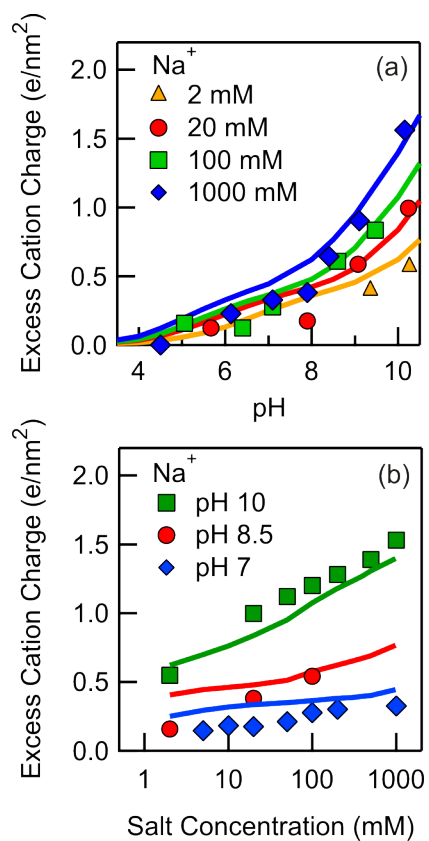 Excess Cation Charge (e/nm²)
2.0
1.5
1.0
0.5
0.0
Na⁺
(a)
2 mM
20 mM
100 mM
1000 mM
4
6
8
10
pH
Excess Cation Charge (e/nm²)
2.0
1.5
1.0
0.5
0.0
Na⁺
(b)
pH 10
pH 8.5
pH 7
1
10
100
1000
Salt Concentration (mM)